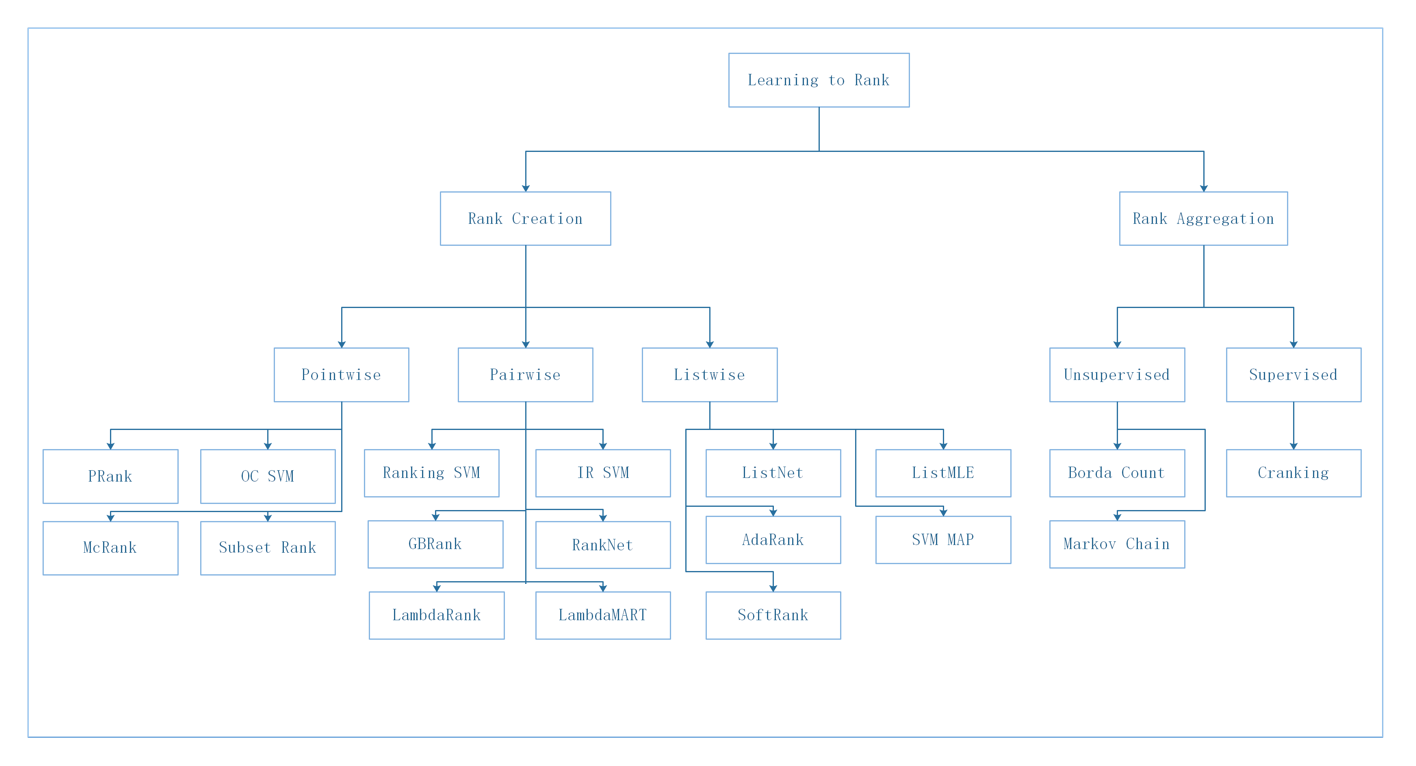 Learning to Rank
Rank Creation
Rank Aggregation
Pointwise
Pairwise
Listwise
Unsupervised
Supervised
PRank
OC SVM
Ranking SVM
IR SVM
ListNet
ListMLE
Borda Count
Cranking
McRank
Subset Rank
GBRank
RankNet
AdaRank
SVM MAP
Markov Chain
LambdaRank
LambdaMART
SoftRank